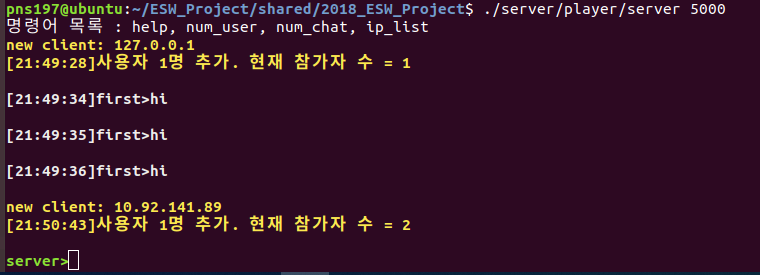 pns197@ubuntu:~/ESW_Project/shared/2018_ESW_Project$ ./server/player/server 5000
명령어 목록 : help, num_user, num_chat, ip_list
new client: 127.0.0.1
[21:49:28]사용자 1명 추가. 현재 참가자 수 = 1
[21:49:34]first>hi
[21:49:35]first>hi
[21:49:36]first>hi
new client: 10.92.141.89
[21:50:43]사용자 1명 추가. 현재 참가자 수 = 2
server>